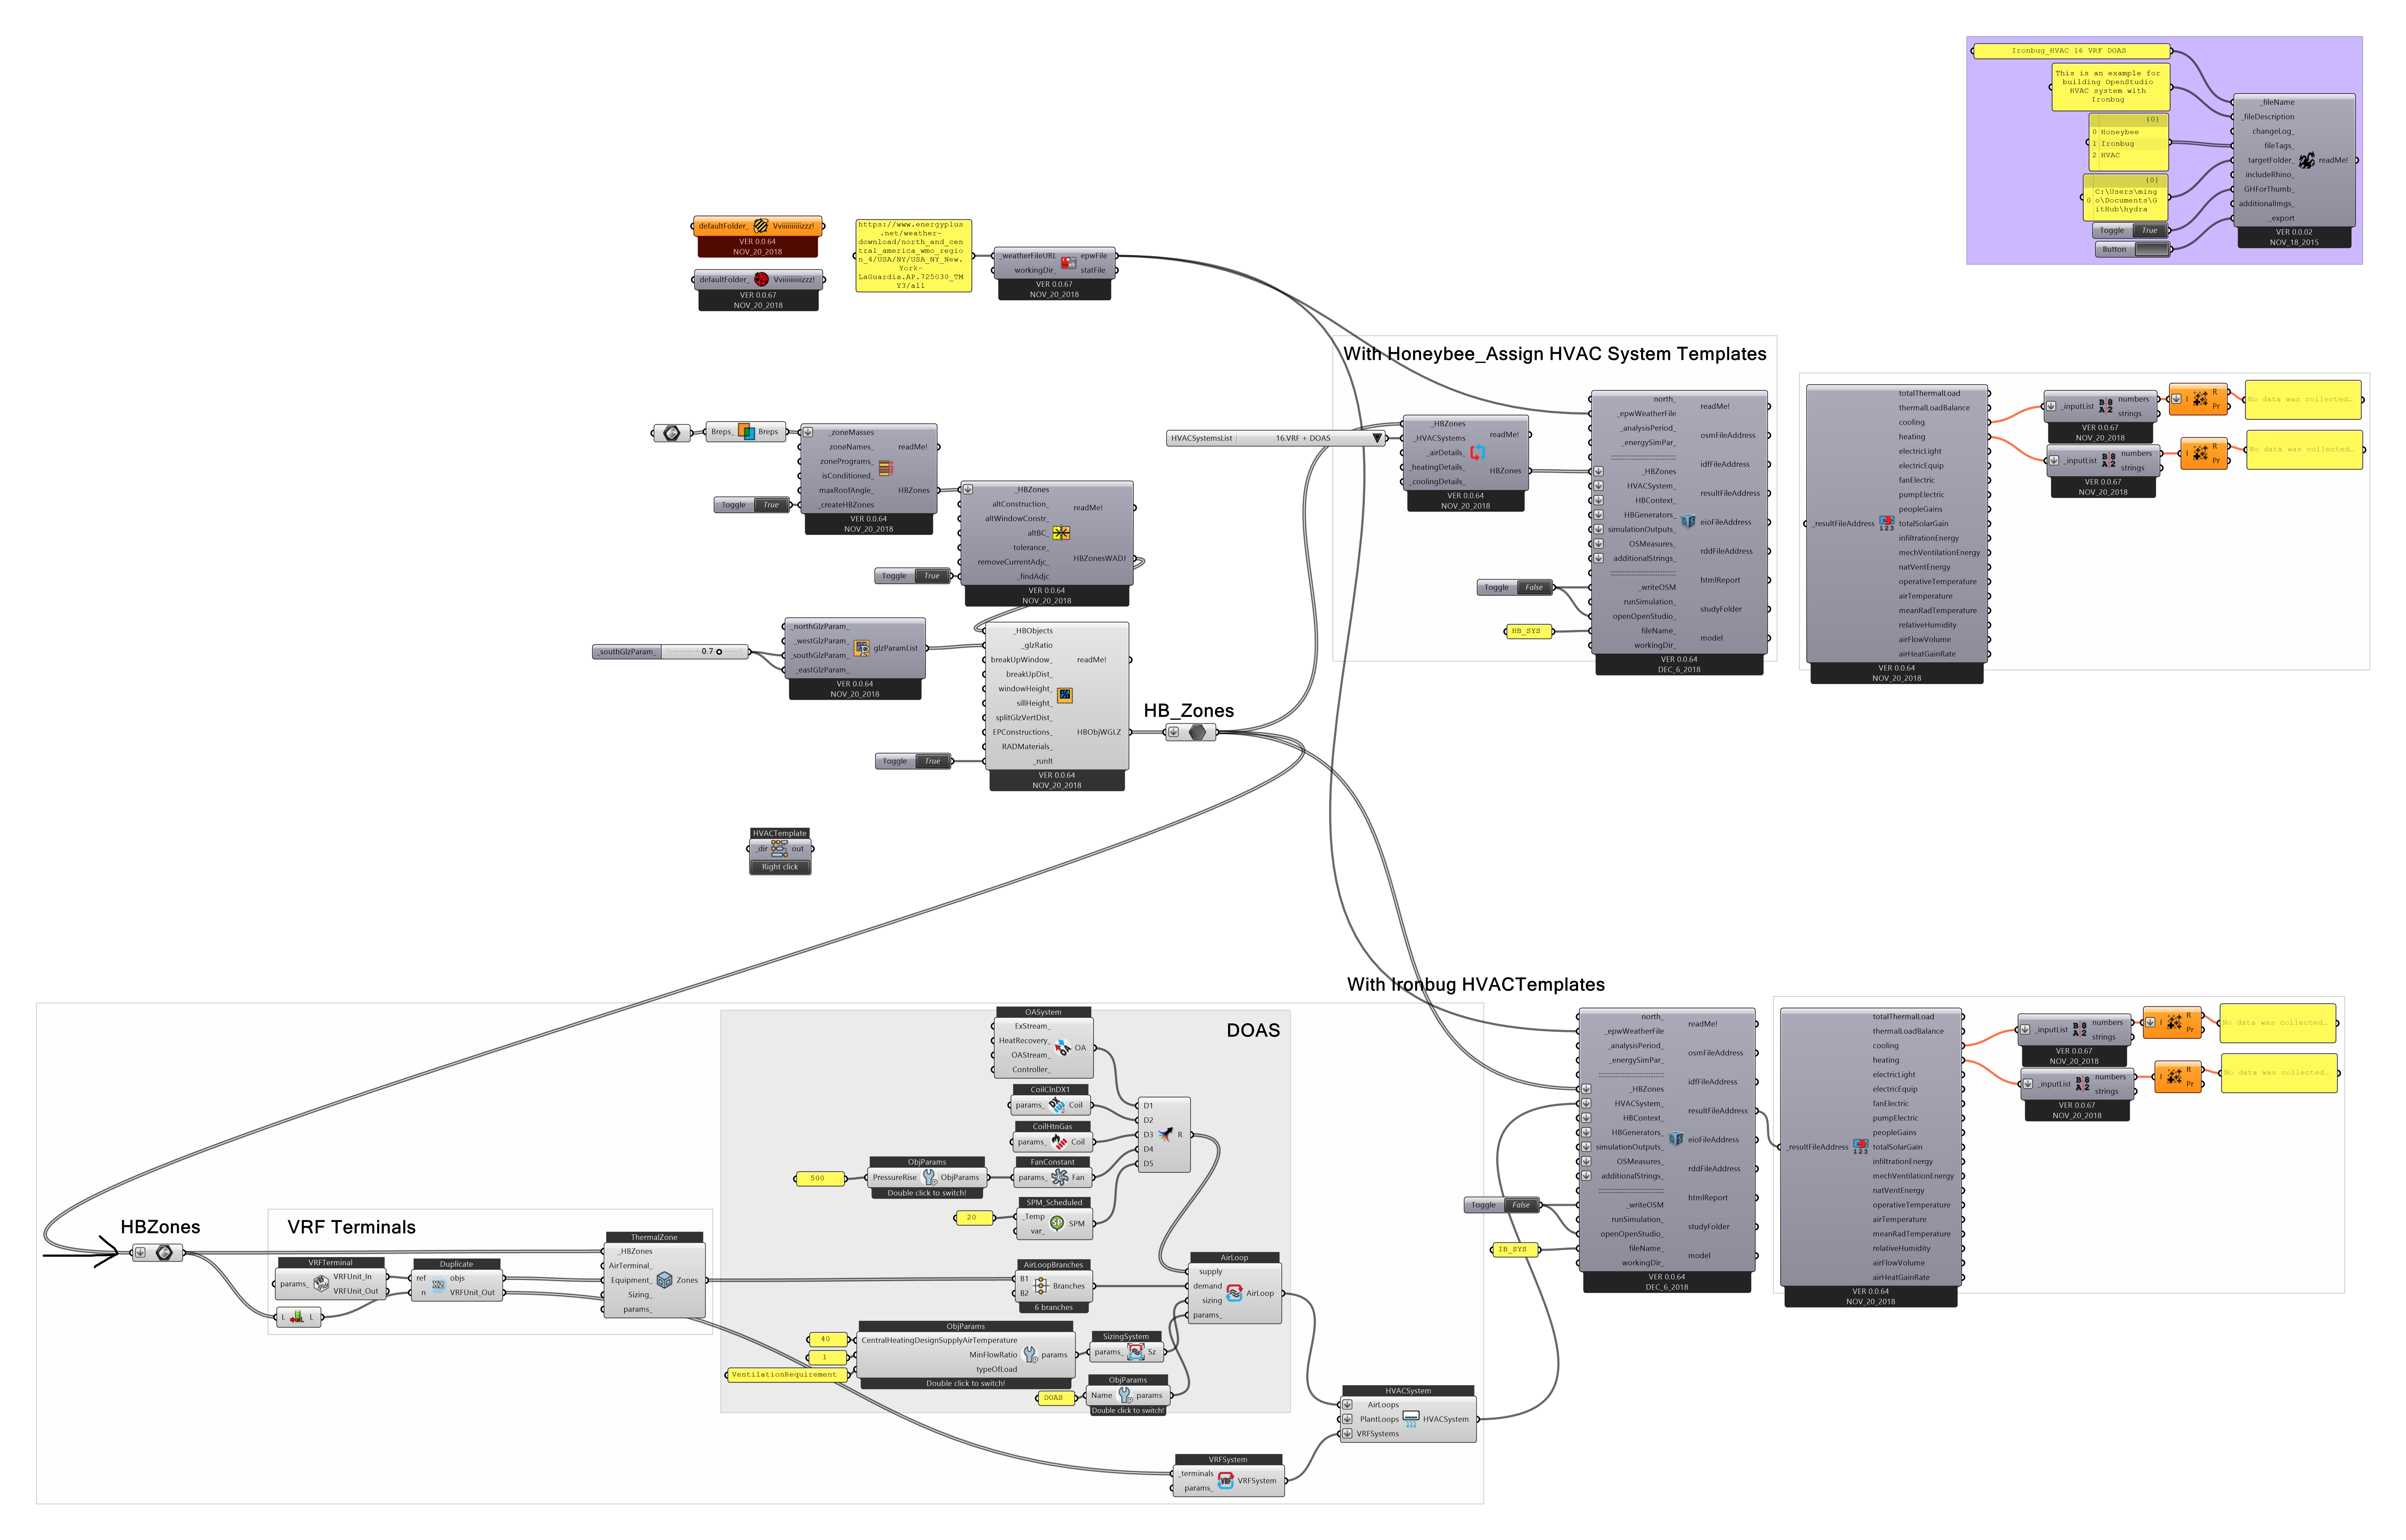 Ironbug_HVAC 16 VRF DOAS
This is an example for
building OpenStudio
HVAC system with
Ironbug
{0}
0 Honeybee
1 Ironbug
2 HVAC
{0}
0 C:\Users\ming
o\Documents\G
itHub\hydra
Toggle True
Button
_fileName
_fileDescription
changeLog_
fileTags_
targetFolder_
includeRhino_
GHForThumb_
additionalImgs_
_export
readMe!
VER 0.0.02
NOV_18_2015
defaultFolder_ Vviiiiiiiiiizzz!
VER 0.0.64
NOV_20_2018
defaultFolder_ Vviiiiiiiiiizzz!
VER 0.0.67
NOV_20_2018
https://www.energyplus
.net/weather-
download/north_and_cen
tral_america_wmo_regio
n_4/USA/NY/USA_NY_New.
York-
LaGuardia.AP.725030_TM
Y3/all
_weatherFileURL epwFile
workingDir_ statFile
VER 0.0.67
NOV_20_2018
With Honeybee_Assign HVAC System Templates
HVACSystemsList 16.VRF + DOAS
_HBZones
_HVACSystems
_airDetails_
_heatingDetails_
_coolingDetails_
readMe!
HBZones
VER 0.0.64
NOV_20_2018
north_
_epwWeatherFile
_analysisPeriod_
_energySimPar_
_HBZones
HVACSystem_
HBContext_
HBGenerators_
simulationOutputs_
OSMeasures_
additionalStrings_
_writeOSM
runSimulation_
openOpenStudio_
fileName_
workingDir_
readMe!
osmFileAddress
idfFileAddress
resultFileAddress
eioFileAddress
rddFileAddress
htmlReport
studyFolder
model
VER 0.0.64
DEC_6_2018
Toggle False
HB_SYS
_resultFileAddress
totalThermalLoad
thermalLoadBalance
cooling
heating
electricLight
electricEquip
fanElectric
pumpElectric
peopleGains
totalSolarGain
infiltrationEnergy
mechVentilationEnergy
natVentEnergy
operativeTemperature
airTemperature
meanRadTemperature
relativeHumidity
airFlowVolume
airHeatGainRate
VER 0.0.64
NOV_20_2018
_inputList numbers
strings
VER 0.0.67
NOV_20_2018
I R
Pr
No data was collected…
_inputList numbers
strings
VER 0.0.67
NOV_20_2018
I R
Pr
No data was collected…
Breps_ Breps
_zoneMasses
zoneNames_
zonePrograms_
isConditioned_
maxRoofAngle_
_createHBZones
readMe!
HBZones
VER 0.0.64
NOV_20_2018
Toggle True
_HBZones
altConstruction_
altWindowConstr_
altBC_
tolerance_
removeCurrentAdjc_
_findAdjc
readMe!
HBZonesWADJ
VER 0.0.64
NOV_20_2018
Toggle True
_southGlzParam_ 0.7
_northGlzParam_
_westGlzParam_
_southGlzParam_
_eastGlzParam_
glzParamList
VER 0.0.64
NOV_20_2018
_HBObjects
_glzRatio
breakUpWindow_
breakUpDist_
windowHeight_
sillHeight_
splitGlzVertDist_
EPConstructions_
RADMaterials_
_runIt
readMe!
HBObjWGLZ
VER 0.0.64
NOV_20_2018
Toggle True
HB_Zones
HVACTemplate
_dir out
Right click
With Ironbug HVACTemplates
DOAS
OASystem
ExStream_
HeatRecovery_
OAStream_
Controller_
OA
CoilClnDX1
params_ Coil
CoilHtnGas
params_ Coil
FanConstant
params_ Fan
500
ObjParams
PressureRise ObjParams
Double click to switch!
20
SPM_Scheduled
_Temp
var_
SPM
D1
D2
D3
D4
D5
R
HBZones
VRF Terminals
VRFTerminal
params_ VRFUnit_In
VRFUnit_Out
Duplicate
ref objs
n VRFUnit_Out
L L
ThermalZone
_HBZones
AirTerminal_
Equipment_
Sizing_
params_
Zones
AirLoopBranches
B1
B2
Branches
6 branches
AirLoop
supply
demand
sizing
params_
AirLoop
40
1
VentilationRequirement
ObjParams
CentralHeatingDesignSupplyAirTemperature
MinFlowRatio params
typeOfLoad
Double click to switch!
SizingSystem
params_ Sz
DOAS
ObjParams
Name params
Double click to switch!
HVACSystem
AirLoops
PlantLoops
VRFSystems
HVACSystem
VRFSystem
_terminals
params_
VRFSystem
north_
_epwWeatherFile
_analysisPeriod_
_energySimPar_
_HBZones
HVACSystem_
HBContext_
HBGenerators_
simulationOutputs_
OSMeasures_
additionalStrings_
_writeOSM
runSimulation_
openOpenStudio_
fileName_
workingDir_
readMe!
osmFileAddress
idfFileAddress
resultFileAddress
eioFileAddress
rddFileAddress
htmlReport
studyFolder
model
VER 0.0.64
DEC_6_2018
Toggle False
IB_SYS
_resultFileAddress
totalThermalLoad
thermalLoadBalance
cooling
heating
electricLight
electricEquip
fanElectric
pumpElectric
peopleGains
totalSolarGain
infiltrationEnergy
mechVentilationEnergy
natVentEnergy
operativeTemperature
airTemperature
meanRadTemperature
relativeHumidity
airFlowVolume
airHeatGainRate
VER 0.0.64
NOV_20_2018
_inputList numbers
strings
VER 0.0.67
NOV_20_2018
I R
Pr
No data was collected…
_inputList numbers
strings
VER 0.0.67
NOV_20_2018
I R
Pr
No data was collected…